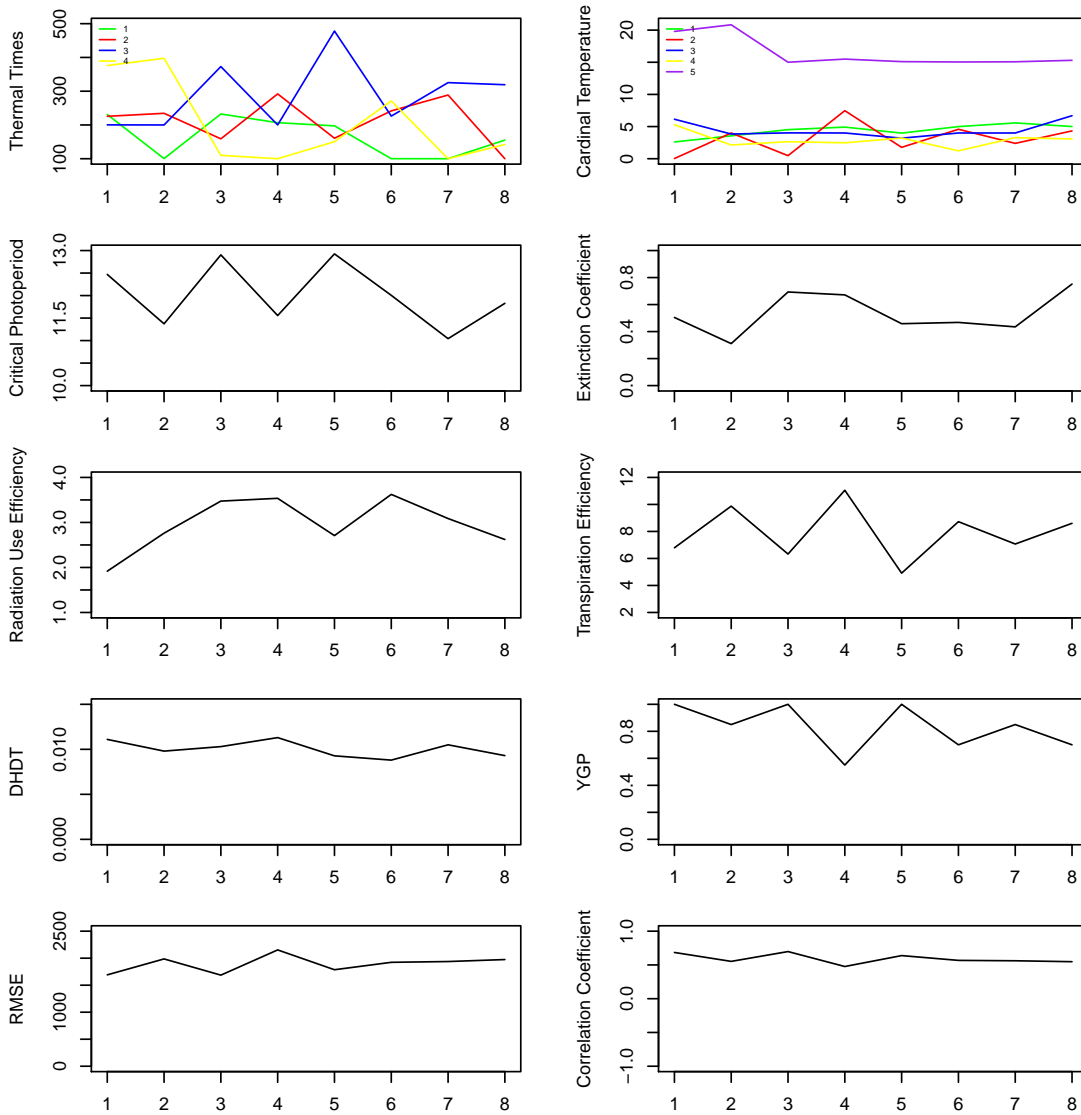 Thermal Times
500
300
100
1
2
3
4
1 2 3 4 5 6 7 8
Cardinal Temperature
20
15
10
5
0
1
2
3
4
5
1 2 3 4 5 6 7 8
Critical Photoperiod
13.0
11.5
10.0
1 2 3 4 5 6 7 8
Extinction Coefficient
0.8
0.4
0.0
1 2 3 4 5 6 7 8
Radiation Use Efficiency
4.0
3.0
2.0
1.0
1 2 3 4 5 6 7 8
Transpiration Efficiency
12
8
6
4
2
1 2 3 4 5 6 7 8
DHDT
0.010
0.000
1 2 3 4 5 6 7 8
YGP
0.8
0.4
0.0
1 2 3 4 5 6 7 8
RMSE
2500
1000
0
1 2 3 4 5 6 7 8
Correlation Coefficient
1.0
0.0
−1.0
1 2 3 4 5 6 7 8